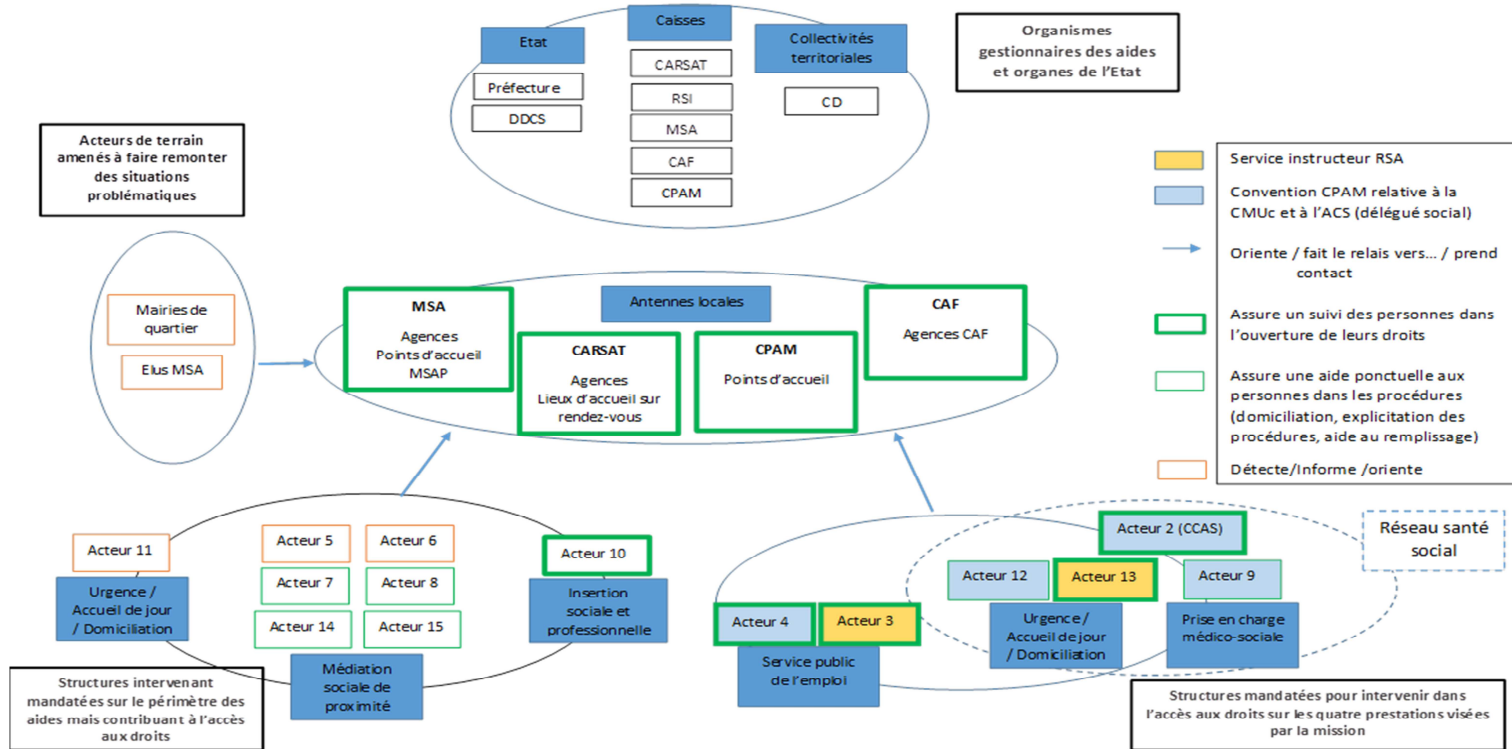 Etat
Préfecture
DDCS
Caisses
CARSAT
RSI
MSA
CAF
CPAM
Collectivités
territoriales
CD
Organismes
gestionnaires des aides
et organes de l'Etat
Acteurs de terrain
amenés à faire remonter
des situations
problématiques
Mairies de
quartier
Elus MSA
Antennes locales
MSA
Agences
Points d'accueil
MSAP
CARSAT
Agences
Lieux d'accueil sur
rendez-vous
CPAM
Points d'accueil
CAF
Agences CAF
Service instructeur RSA
Convention CPAM relative à la
CMUc et à l'ACS (délégué social)
Oriente / fait le relais vers... / prend
contact
Assure un suivi des personnes dans
l'ouverture de leurs droits
Assure une aide ponctuelle aux
personnes dans les procédures
(domiciliation, explicitation des
procédures, aide au remplissage)
Détecte/Informe /oriente
Acteur 11
Urgence /
Accueil de jour
/ Domiciliation
Acteur 5
Acteur 6
Acteur 7
Acteur 8
Acteur 14
Acteur 15
Médiation
sociale de
proximité
Acteur 10
Insertion
sociale et
professionnelle
Structures intervenant
mandatées sur le périmètre des
aides mais contribuant à l'accès
aux droits
Acteur 4
Acteur 3
Service public
de l'emploi
Acteur 2 (CCAS)
Acteur 12
Acteur 13
Acteur 9
Urgence /
Accueil de jour
/ Domiciliation
Prise en charge
médico-sociale
Réseau santé
social
Structures mandatées pour intervenir dans
l'accès aux droits sur les quatre prestations visées
par la mission